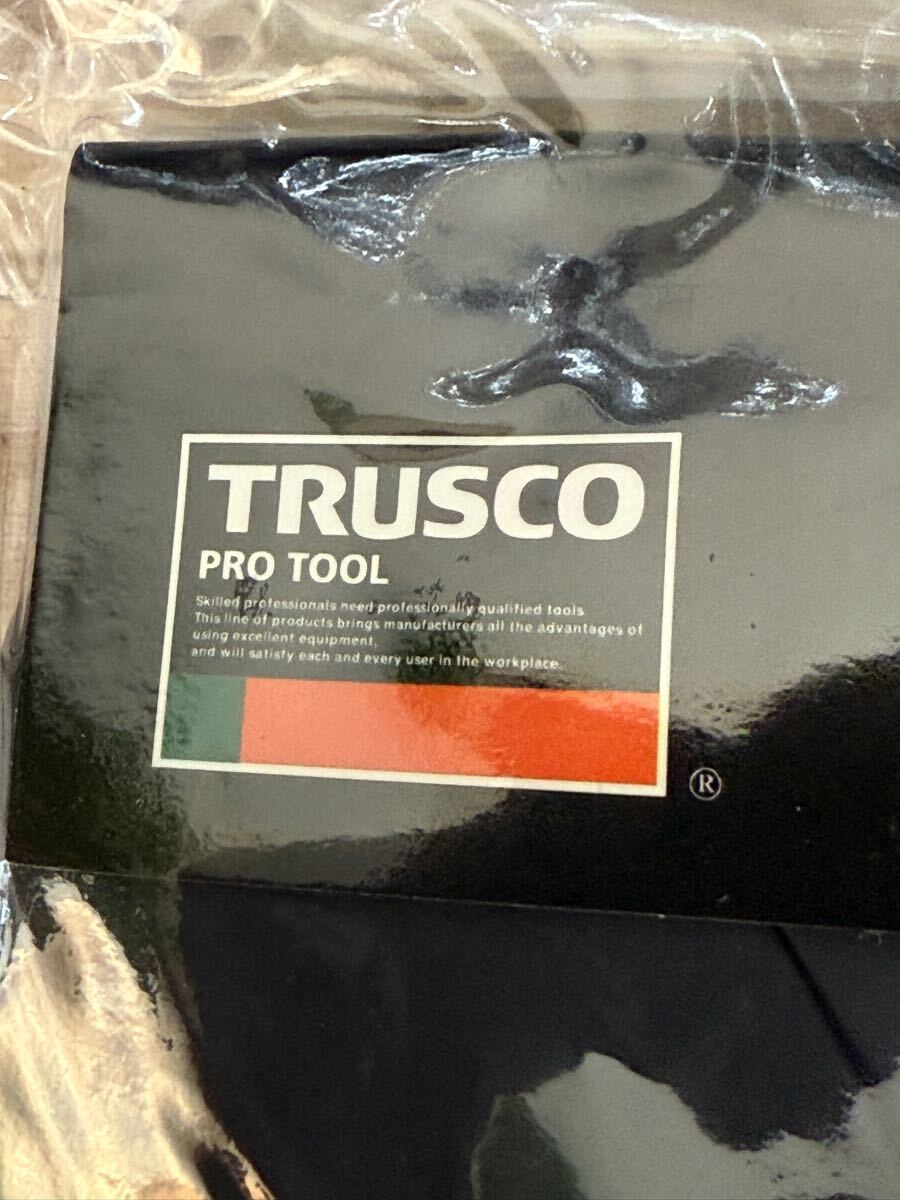 TRUSCO
PRO TOOL
Skilled professionals need professionally qualified tools
This line of products brings manufacturers all the advantages of
using excellent equipment,
and will satisfy each and every user in the workplace.
®